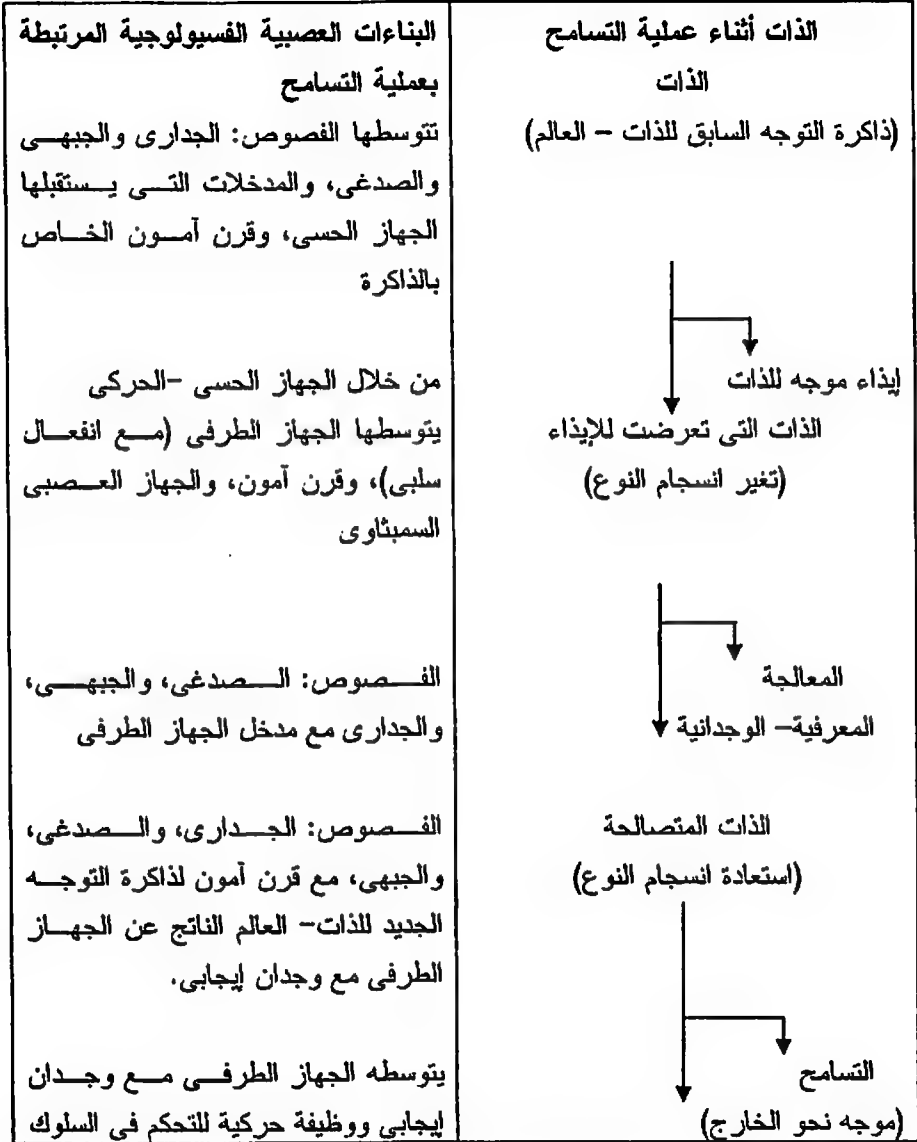 الذات أثناء عملية التسامح
الذات
(ذاكرة التوجه السابق للذات – العالم)
إيذاء موجه للذات
الذات التى تعرضت للإيذاء
(تغير انسجام النوع)
المعالجة
المعرفية– الوجدانية
الذات المتصالحة
(استعادة انسجام النوع)
التسامح
(موجه نحو الخارج)
البناءات العصبية الفسيولوجية المرتبطة
بعملية التسامح
تتوسطها الفصوص: الجدارى والجبهى
والصدغى، والمدخلات التى يستقبلها
الجهاز الحسى، وقرن آمون الخاص
بالذاكرة
من خلال الجهاز الحسى –الحركى
يتوسطها الجهاز الطرفى (مع انفعال
سلبى)، وقرن آمون، والجهاز العصبى
السمبثاوى
الفصوص: الصدغى، والجبهى،
والجدارى مع مدخل الجهاز الطرفى
الفصوص: الجدارى، والصدغى،
والجبهى، مع قرن آمون لذاكرة التوجه
الجديد للذات– العالم الناتج عن الجهاز
الطرفى مع وجدان إيجابى.
يتوسطه الجهاز الطرفى مع وجدان
إيجابى ووظيفة حركية للتحكم فى السلوك